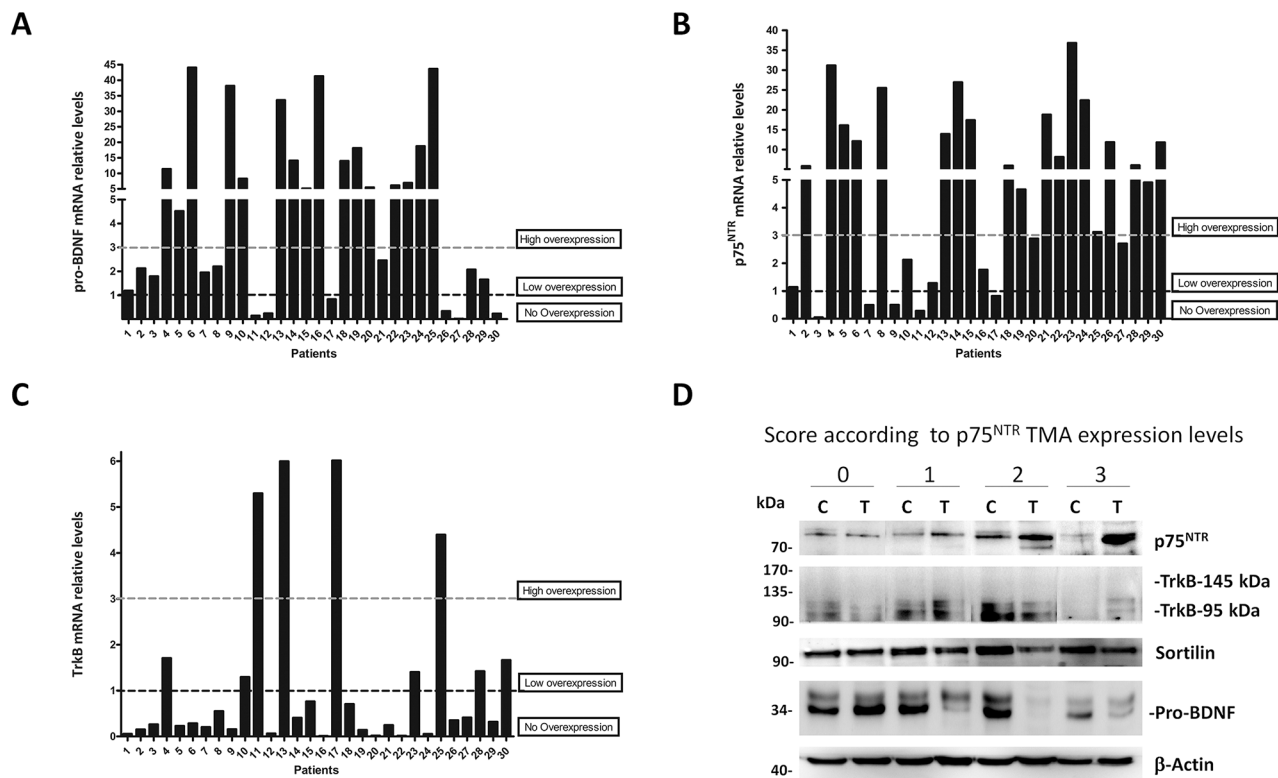 A
pro-BDNF mRNA relative levels
45
40
35
30
25
20
15
10
5
5
4
3
2
1
High overexpression
Low overexpression
No Overexpression
1 2 3 4 5 6 7 8 9 10 11 12 13 14 15 16 17 18 19 20 21 22 23 24 25 26 27 28 29 30
Patients
B
p75NTR mRNA relative levels
40
35
30
25
20
15
10
5
5
4
3
2
1
0
High overexpression
Low overexpression
No Overexpression
1 2 3 4 5 6 7 8 9 10 11 12 13 14 15 16 17 18 19 20 21 22 23 24 25 26 27 28 29 30
Patients
C
TrkB mRNA relative levels
6
5
4
3
3
2
1
0
High overexpression
Low overexpression
No Overexpression
1 2 3 4 5 6 7 8 9 10 11 12 13 14 15 16 17 18 19 20 21 22 23 24 25 26 27 28 29 30
Patients
D
Score according to p75NTR TMA expression levels
0 1 2 3
kDa C T C T C T C T
70- p75NTR
170-
135-
90-
-TrkB-145 kDa
-TrkB-95 kDa
90- Sortilin
34- -Pro-BDNF
40- β-Actin